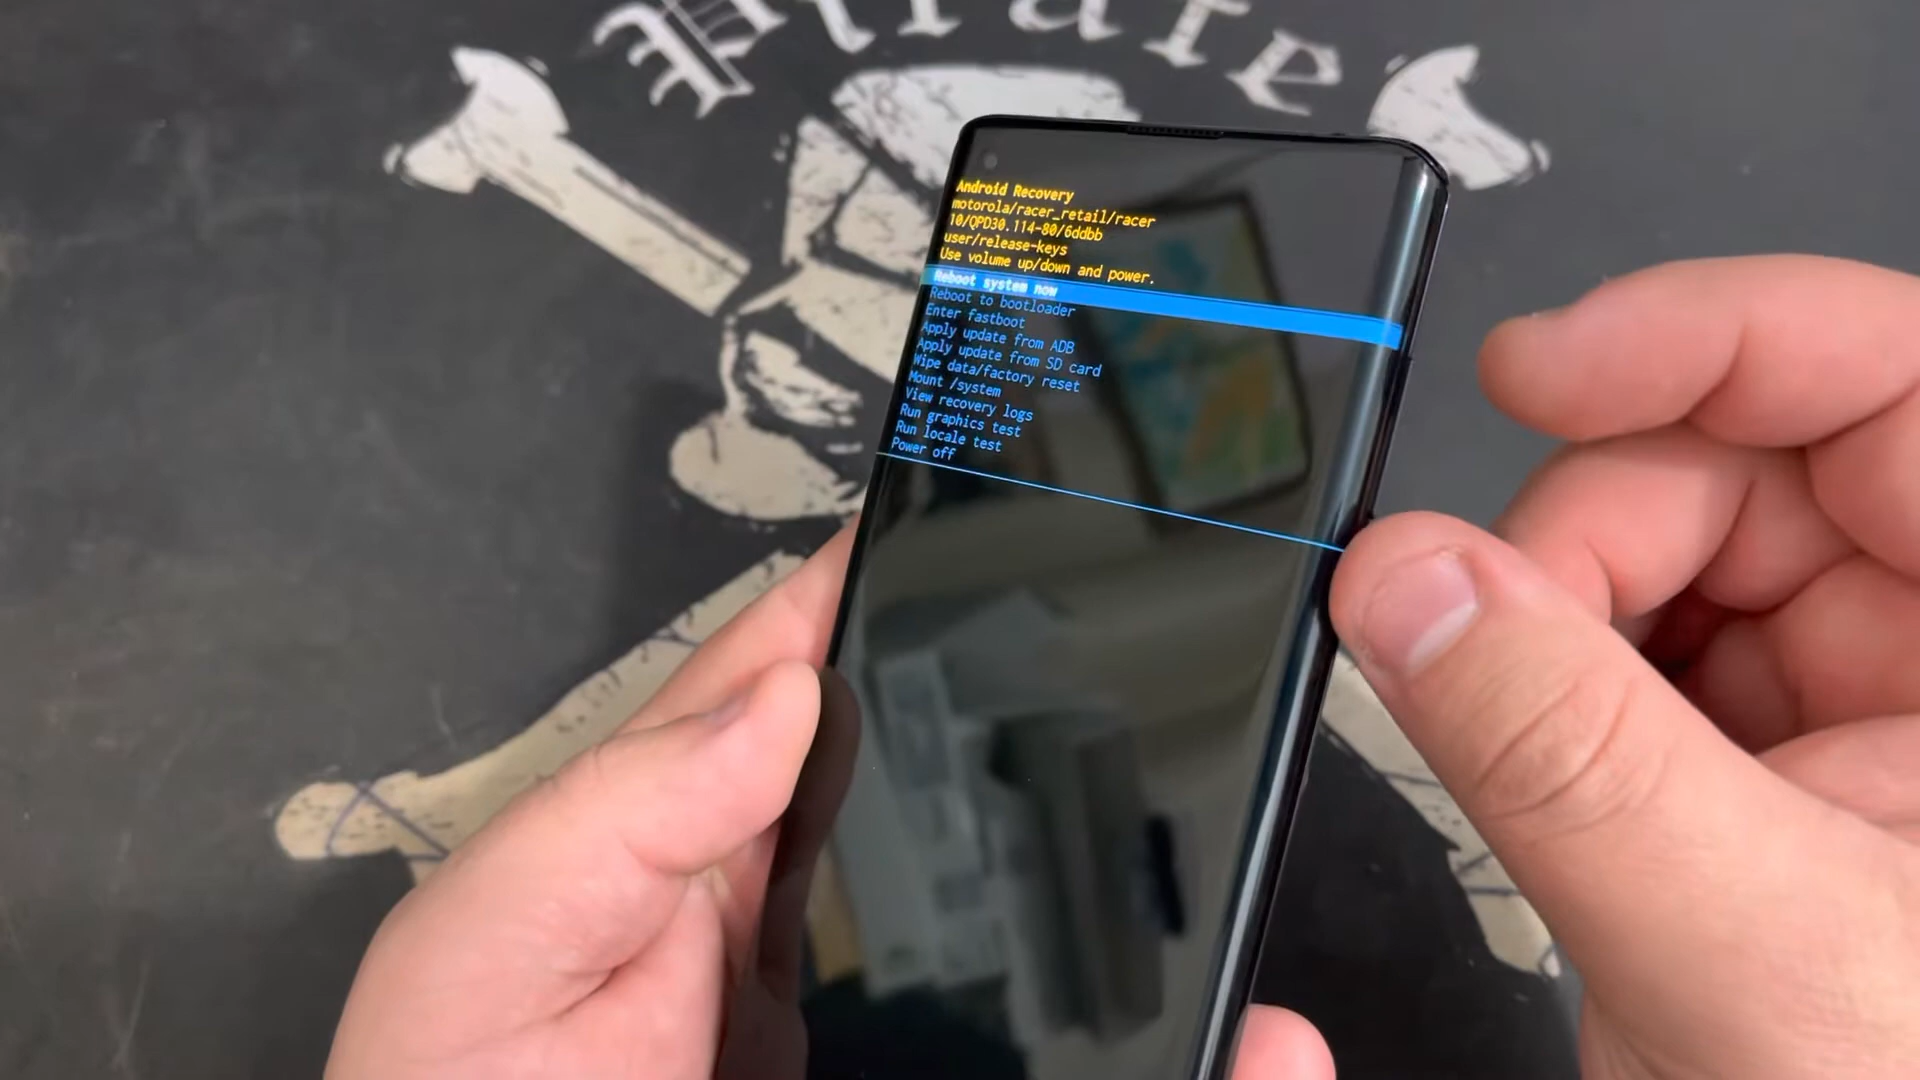 Pirate
Android Recovery
motorola/racer_retail/racer
10/QPD30.114-80/6ddbb
user/release-keys
Use volume up/down and power.
Reboot system now
Reboot to bootloader
Enter fastboot
Apply update from ADB
Apply update from SD card
Wipe data/factory reset
Mount /system
View recovery logs
Run graphics test
Run locale test
Power off